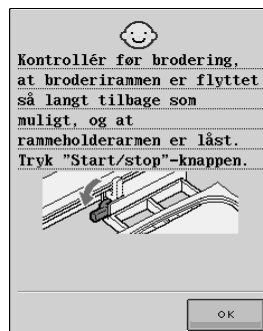 Kontrollér før brodering,
at broderirammen er flyttet
så langt tilbage som
muligt, og at
rammeholderarmen er låst.
Tryk "Start/stop"-knappen.
OK